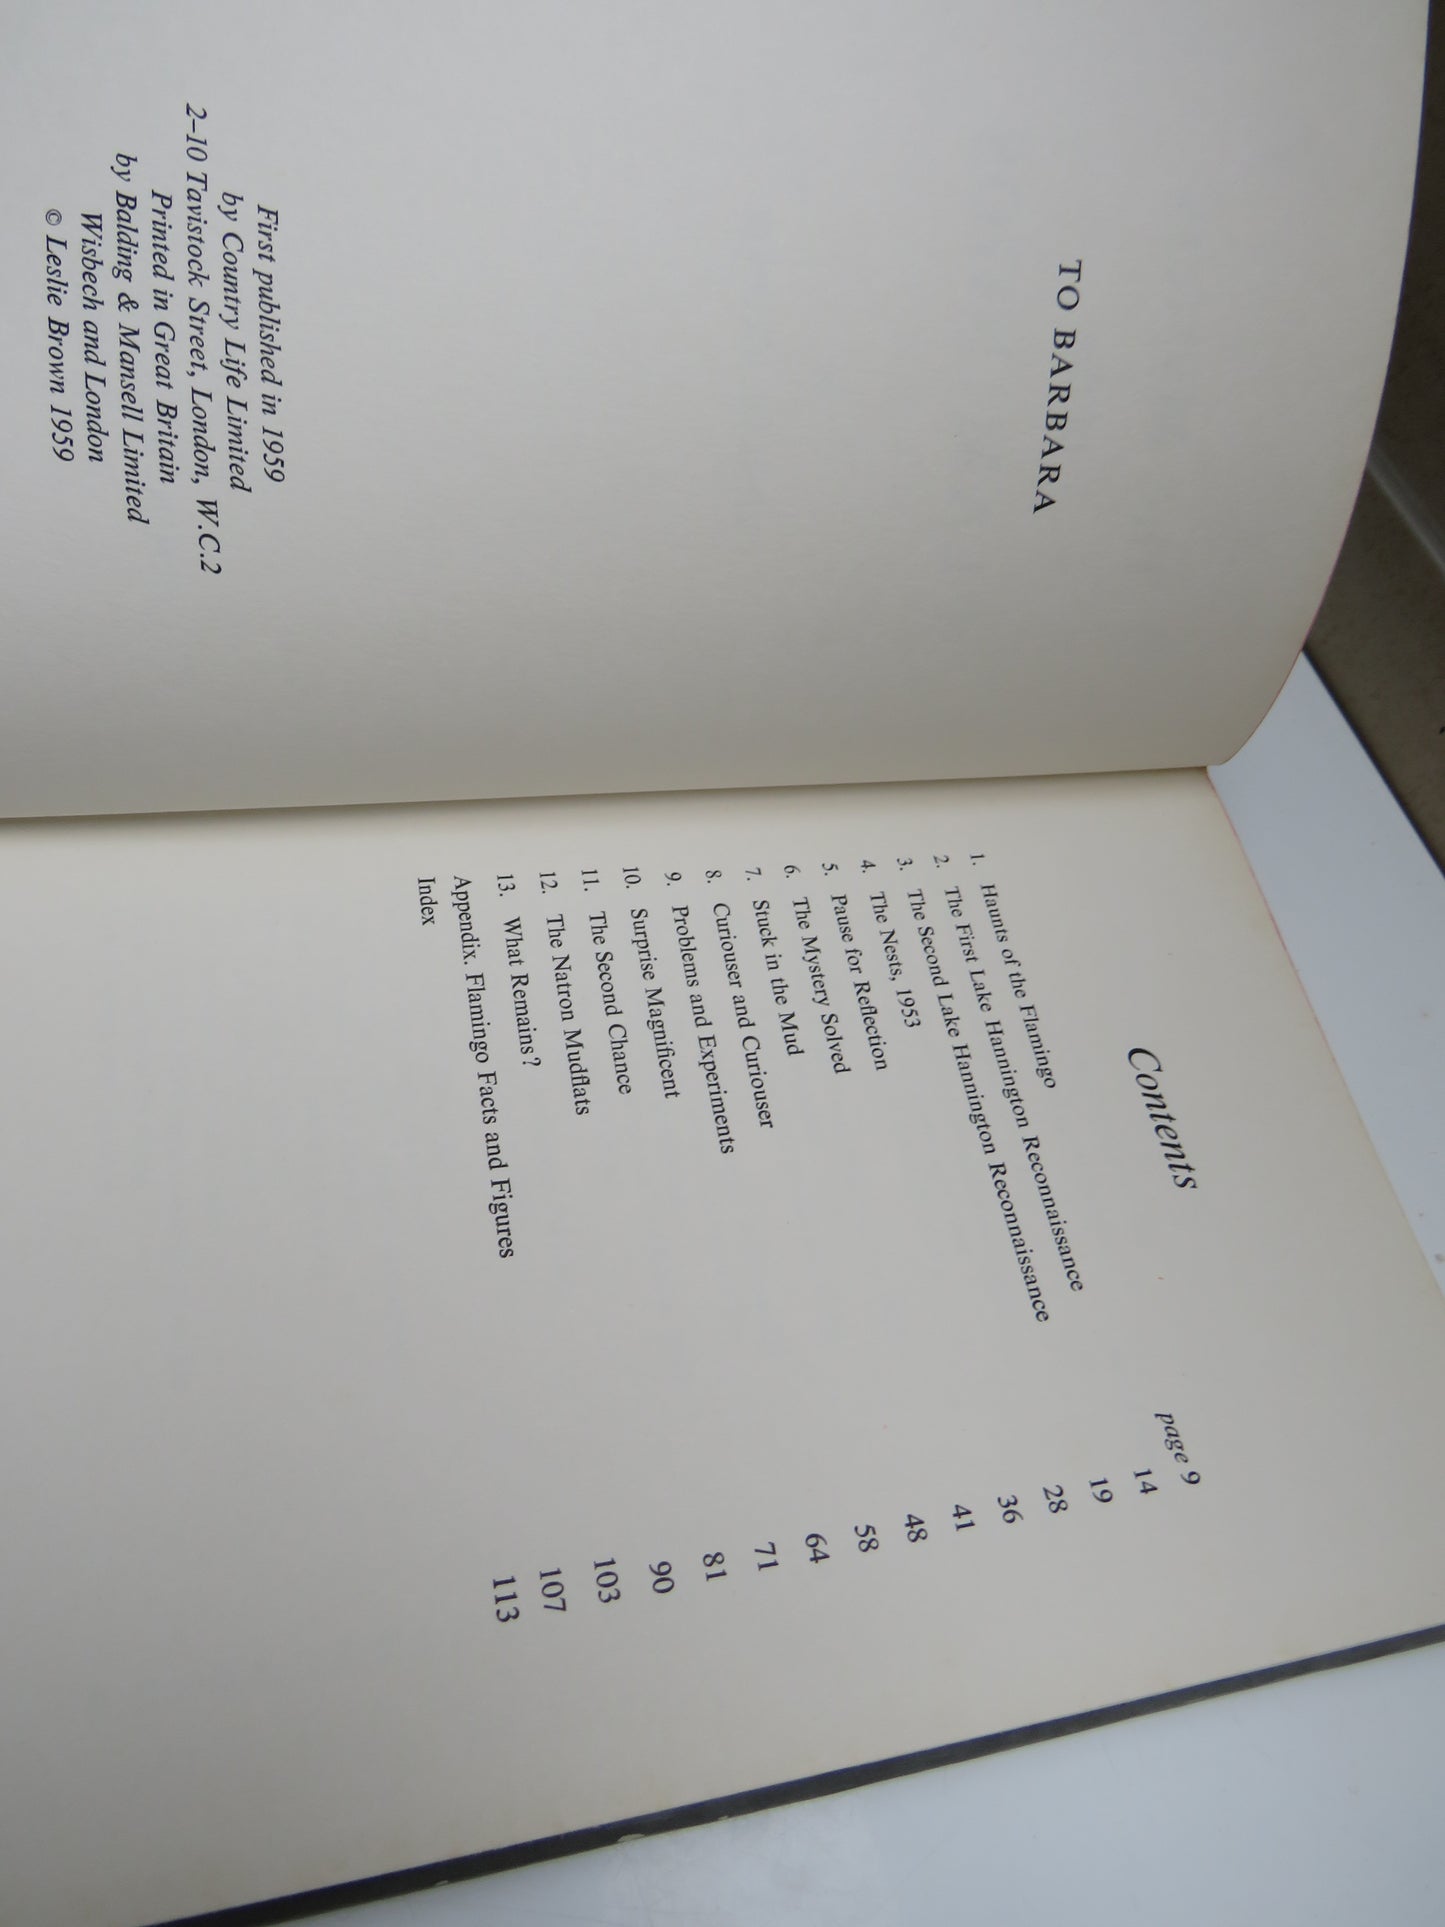 TO BARBARA
First published in 1959
by Country Life Limited
2–10 Tavistock Street, London, W.C.2
Printed in Great Britain
by Balding & Mansell Limited
Wisbech and London
© Leslie Brown 1959
Contents
1. Haunts of the Flamingo page 9
2. The First Lake Hannington Reconnaissance 14
3. The Second Lake Hannington Reconnaissance 19
4. The Nests, 1953 28
5. Pause for Reflection 36
6. The Mystery Solved 41
7. Stuck in the Mud 48
8. Curiouser and Curiouser 58
9. Problems and Experiments 64
10. Surprise Magnificent 71
11. The Second Chance 81
12. The Natron Mudflats 90
13. What Remains? 103
Appendix. Flamingo Facts and Figures 107
Index 113